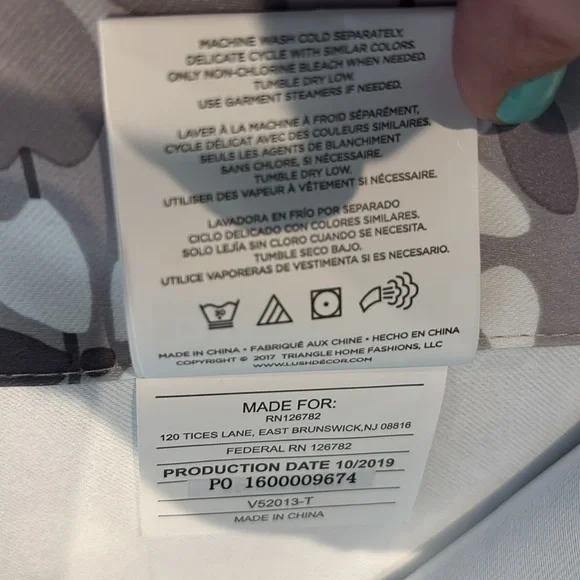 MACHINE WASH COLD SEPARATELY,
DELICATE CYCLE WITH SIMILAR COLORS.
ONLY NON-CHLORINE BLEACH WHEN NEEDED.
TUMBLE DRY LOW.
USE GARMENT STEAMERS IF NEEDED.
LAVER À LA MACHINE À FROID SÉPARÉMENT,
CYCLE DÉLICAT AVEC DES COULEURS SIMILAIRES.
SEULS LES AGENTS DE BLANCHIMENT
SANS CHLORE, SI NÉCESSAIRE.
TUMBLE DRY LOW.
UTILISER DES VAPEUR À VÊTEMENT SI NÉCESSAIRE.
LAVADORA EN FRÍO POR SEPARADO
CICLO DELICADO CON COLORES SIMILARES.
SOLO LEJÍA SIN CLORO CUANDO SE NECESITA.
TUMBLE SECO BAJO.
UTILICE VAPORERAS DE VESTIMENTA SI ES NECESARIO.
30
MADE IN CHINA • FABRIQUÉ AUX CHINE • HECHO EN CHINA
COPYRIGHT © 2017 TRIANGLE HOME FASHIONS, LLC
WWW.LUSHDÉCOR.COM
MADE FOR:
RN126782
120 TICES LANE, EAST BRUNSWICK,NJ 08816
FEDERAL RN 126782
PRODUCTION DATE 10/2019
PO 1600009674
V52013-T
MADE IN CHINA